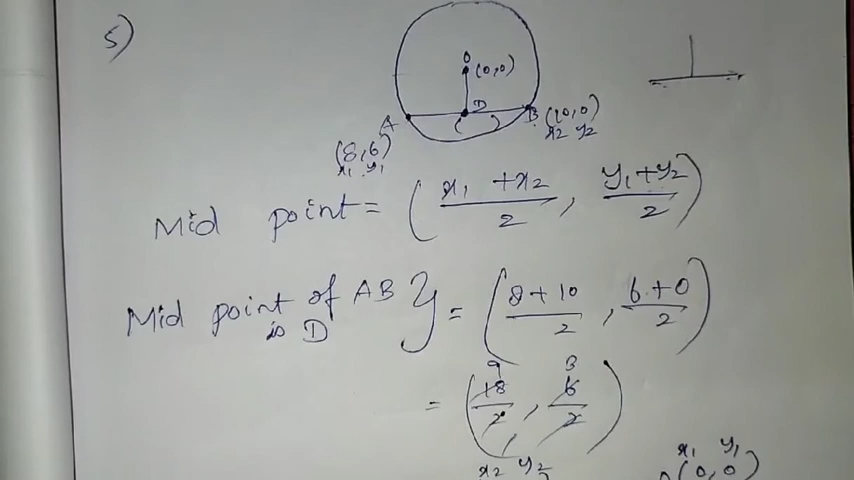 5)
O (0,0)
A D B (10,0)
x2 y2
(8,6)
x1 y1
Mid point = ( x1 + x2 / 2 , y1 + y2 / 2 )
Mid point of AB is D } = ( 8 + 10 / 2 , 6 + 0 / 2 )
9 3
= ( 18 / 2 , 6 / 2 )
x2 y2
x1 y1
(0,0)